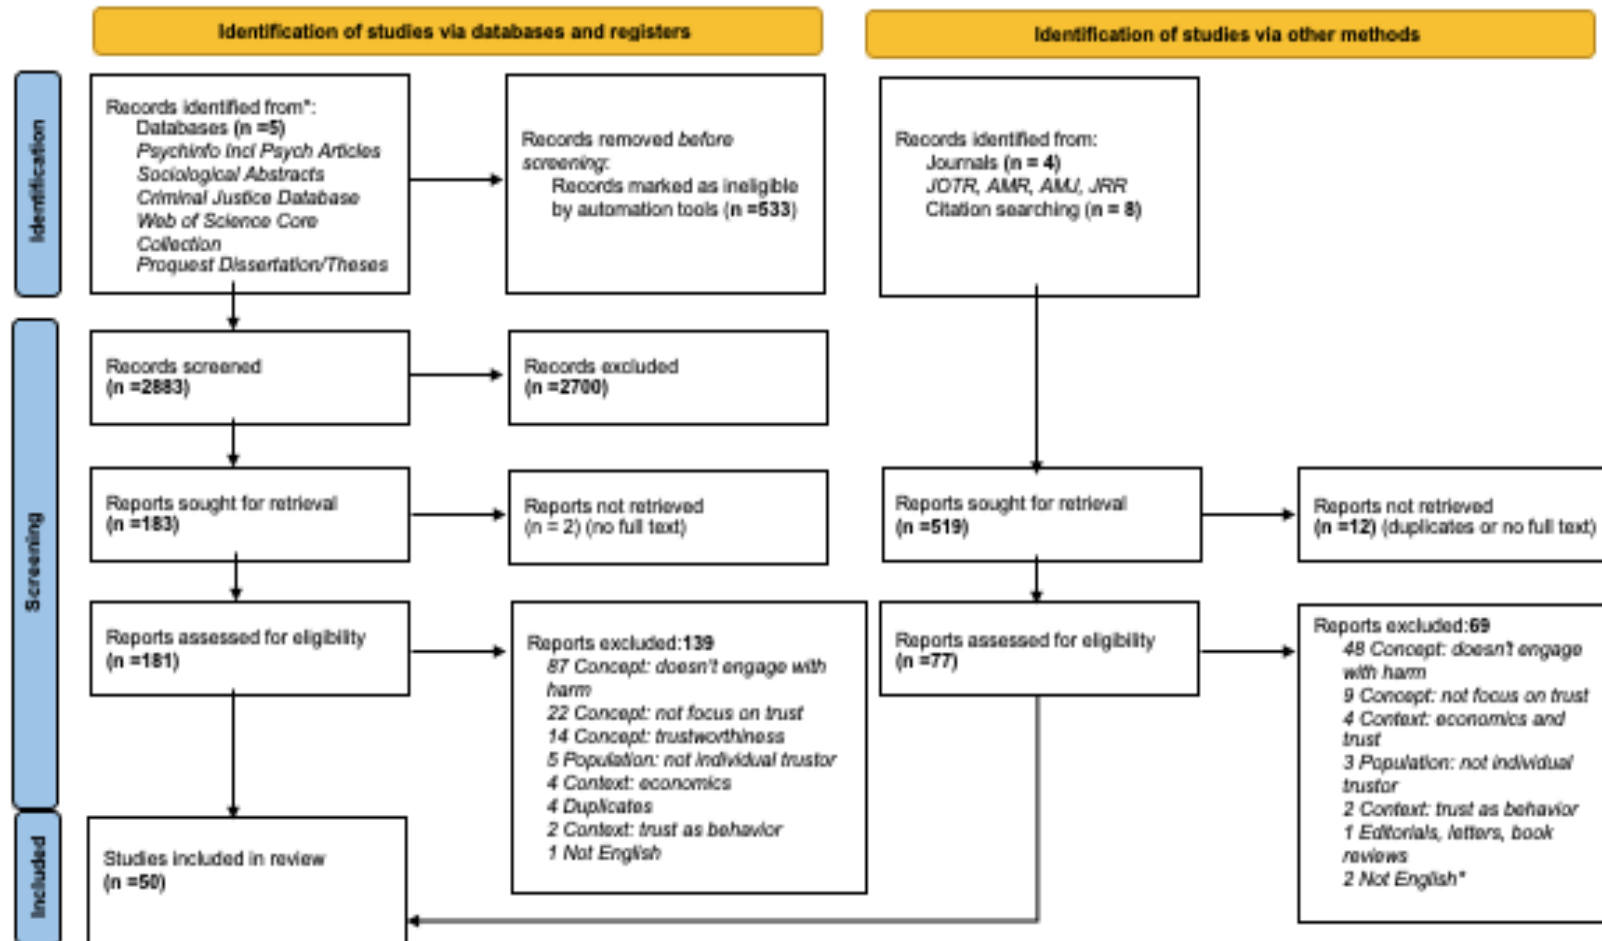 Identification of studies via databases and registers
Identification of studies via other methods
Identification
Records identified from*:
Databases (n =5)
Psychinfo Incl Psych Articles
Sociological Abstracts
Criminal Justice Database
Web of Science Core
Collection
Proquest Dissertation/Theses
Records removed before
screening:
Records marked as ineligible
by automation tools (n =533)
Records identified from:
Journals (n = 4)
JOTR, AMR, AMJ, JRR
Citation searching (n = 8)
Screening
Records screened
(n =2883)
Records excluded
(n =2700)
Reports sought for retrieval
(n =183)
Reports not retrieved
(n = 2) (no full text)
Reports sought for retrieval
(n =519)
Reports not retrieved
(n =12) (duplicates or no full text)
Reports assessed for eligibility
(n =181)
Reports excluded:139
87 Concept: doesn't engage with
harm
22 Concept: not focus on trust
14 Concept: trustworthiness
5 Population: not individual trustor
4 Context: economics
4 Duplicates
2 Context: trust as behavior
1 Not English
Reports assessed for eligibility
(n =77)
Reports excluded:69
48 Concept: doesn't engage
with harm
9 Concept: not focus on trust
4 Context: economics and
trust
3 Population: not individual
trustor
2 Context: trust as behavior
1 Editorials, letters, book
reviews
2 Not English*
Included
Studies included in review
(n =50)